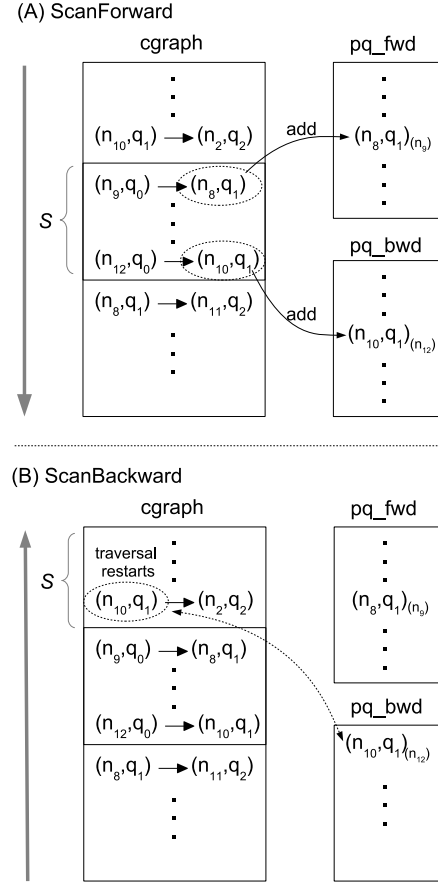 (A) ScanForward
cgraph
pq_fwd
(n10,q1) → (n2,q2)
add
(n8,q1)(n9)
(n9,q0) → (n8,q1)
S
pq_bwd
(n12,q0) → (n10,q1)
(n8,q1) → (n11,q2)
add
(n10,q1)(n12)
(B) ScanBackward
cgraph
pq_fwd
S
traversal
restarts
(n10,q1) → (n2,q2)
(n8,q1)(n9)
(n9,q0) → (n8,q1)
pq_bwd
(n12,q0) → (n10,q1)
(n10,q1)(n12)
(n8,q1) → (n11,q2)